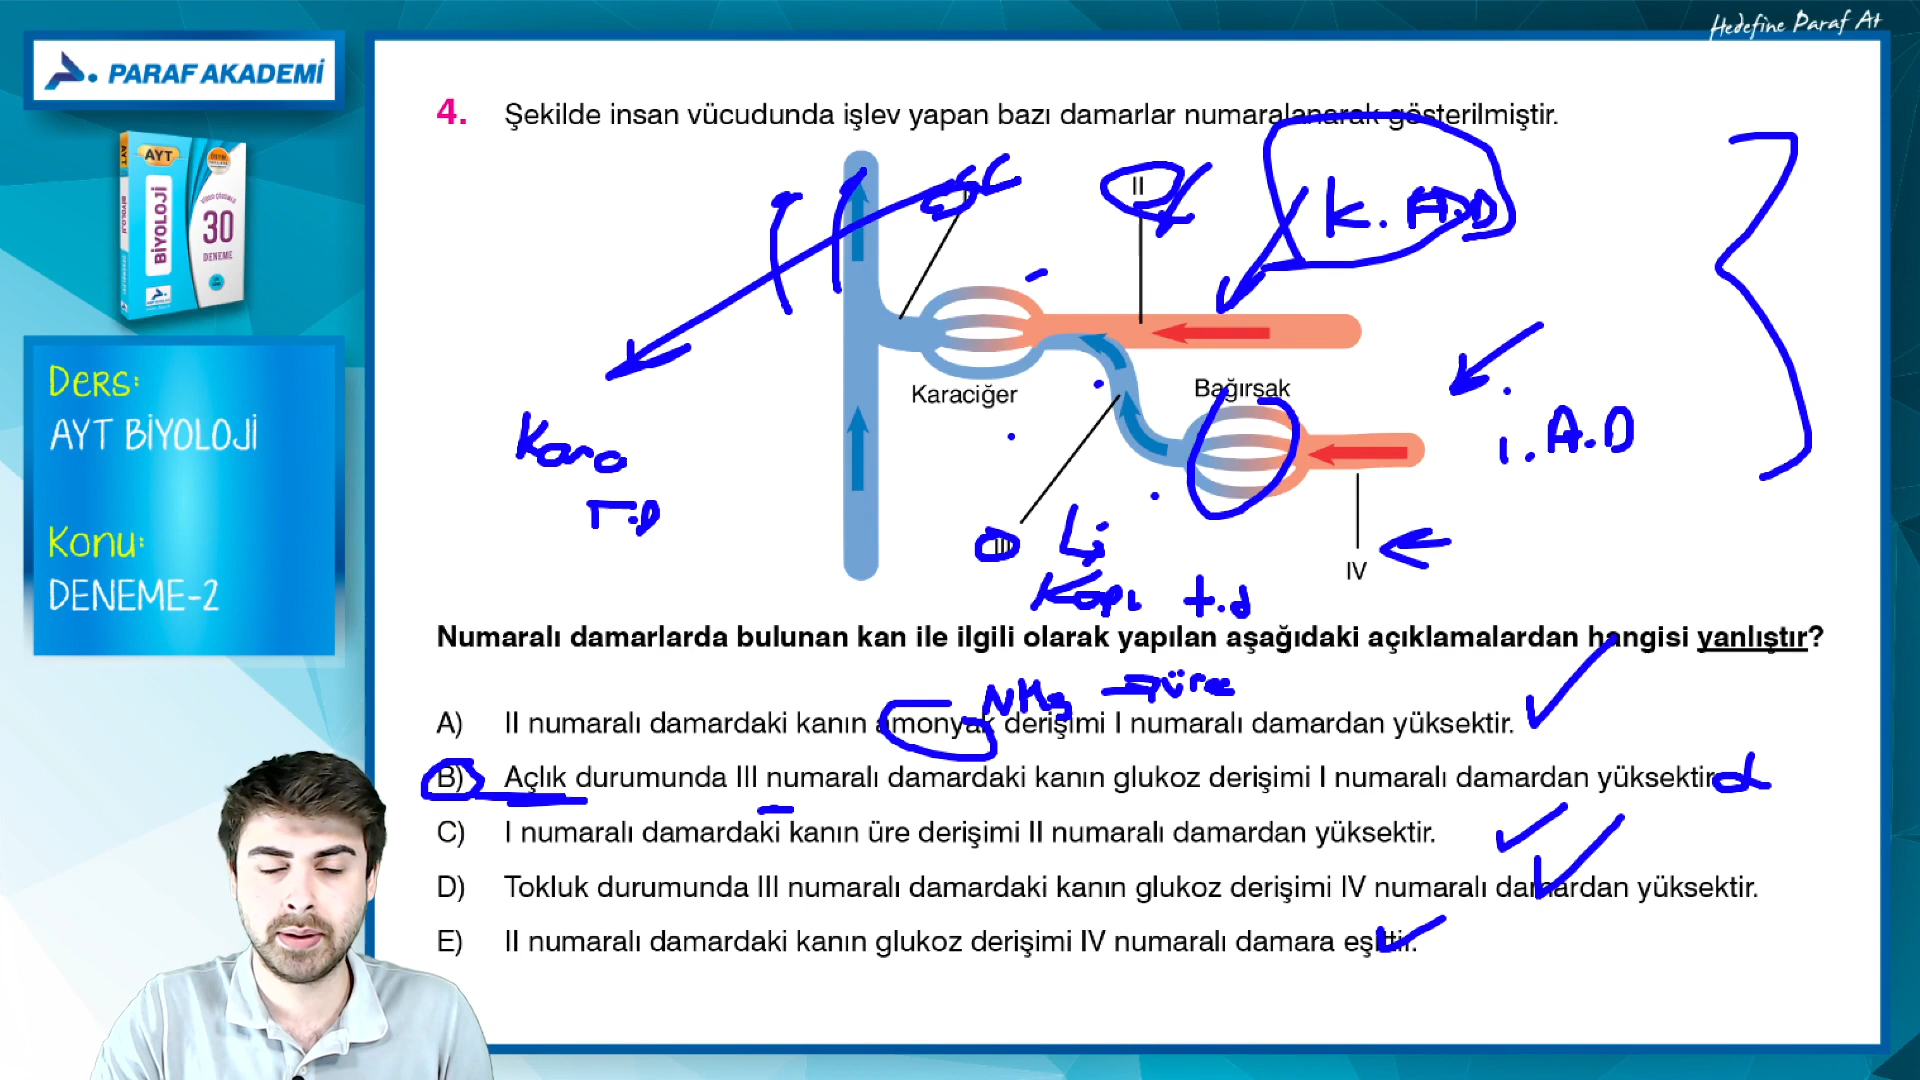 Hedefine Paraf At
PARAF AKADEMİ
AYT
BİYOLOJİ
30
DENEME
Ders:
AYT BİYOLOJİ
Konu:
DENEME-2
4. Şekilde insan vücudunda işlev yapan bazı damarlar numaralanarak gösterilmiştir.
II
K. A.D
Karaciğer
Bağırsak
i. A.D
Kara
T.D
III
Kapı t.d
IV
Numaralı damarlarda bulunan kan ile ilgili olarak yapılan aşağıdaki açıklamalardan hangisi yanlıştır?
NH3 → üre
A) II numaralı damardaki kanın amonyak derişimi I numaralı damardan yüksektir.
B) Açlık durumunda III numaralı damardaki kanın glukoz derişimi I numaralı damardan yüksektir.
C) I numaralı damardaki kanın üre derişimi II numaralı damardan yüksektir.
D) Tokluk durumunda III numaralı damardaki kanın glukoz derişimi IV numaralı damardan yüksektir.
E) II numaralı damardaki kanın glukoz derişimi IV numaralı damara eşittir.